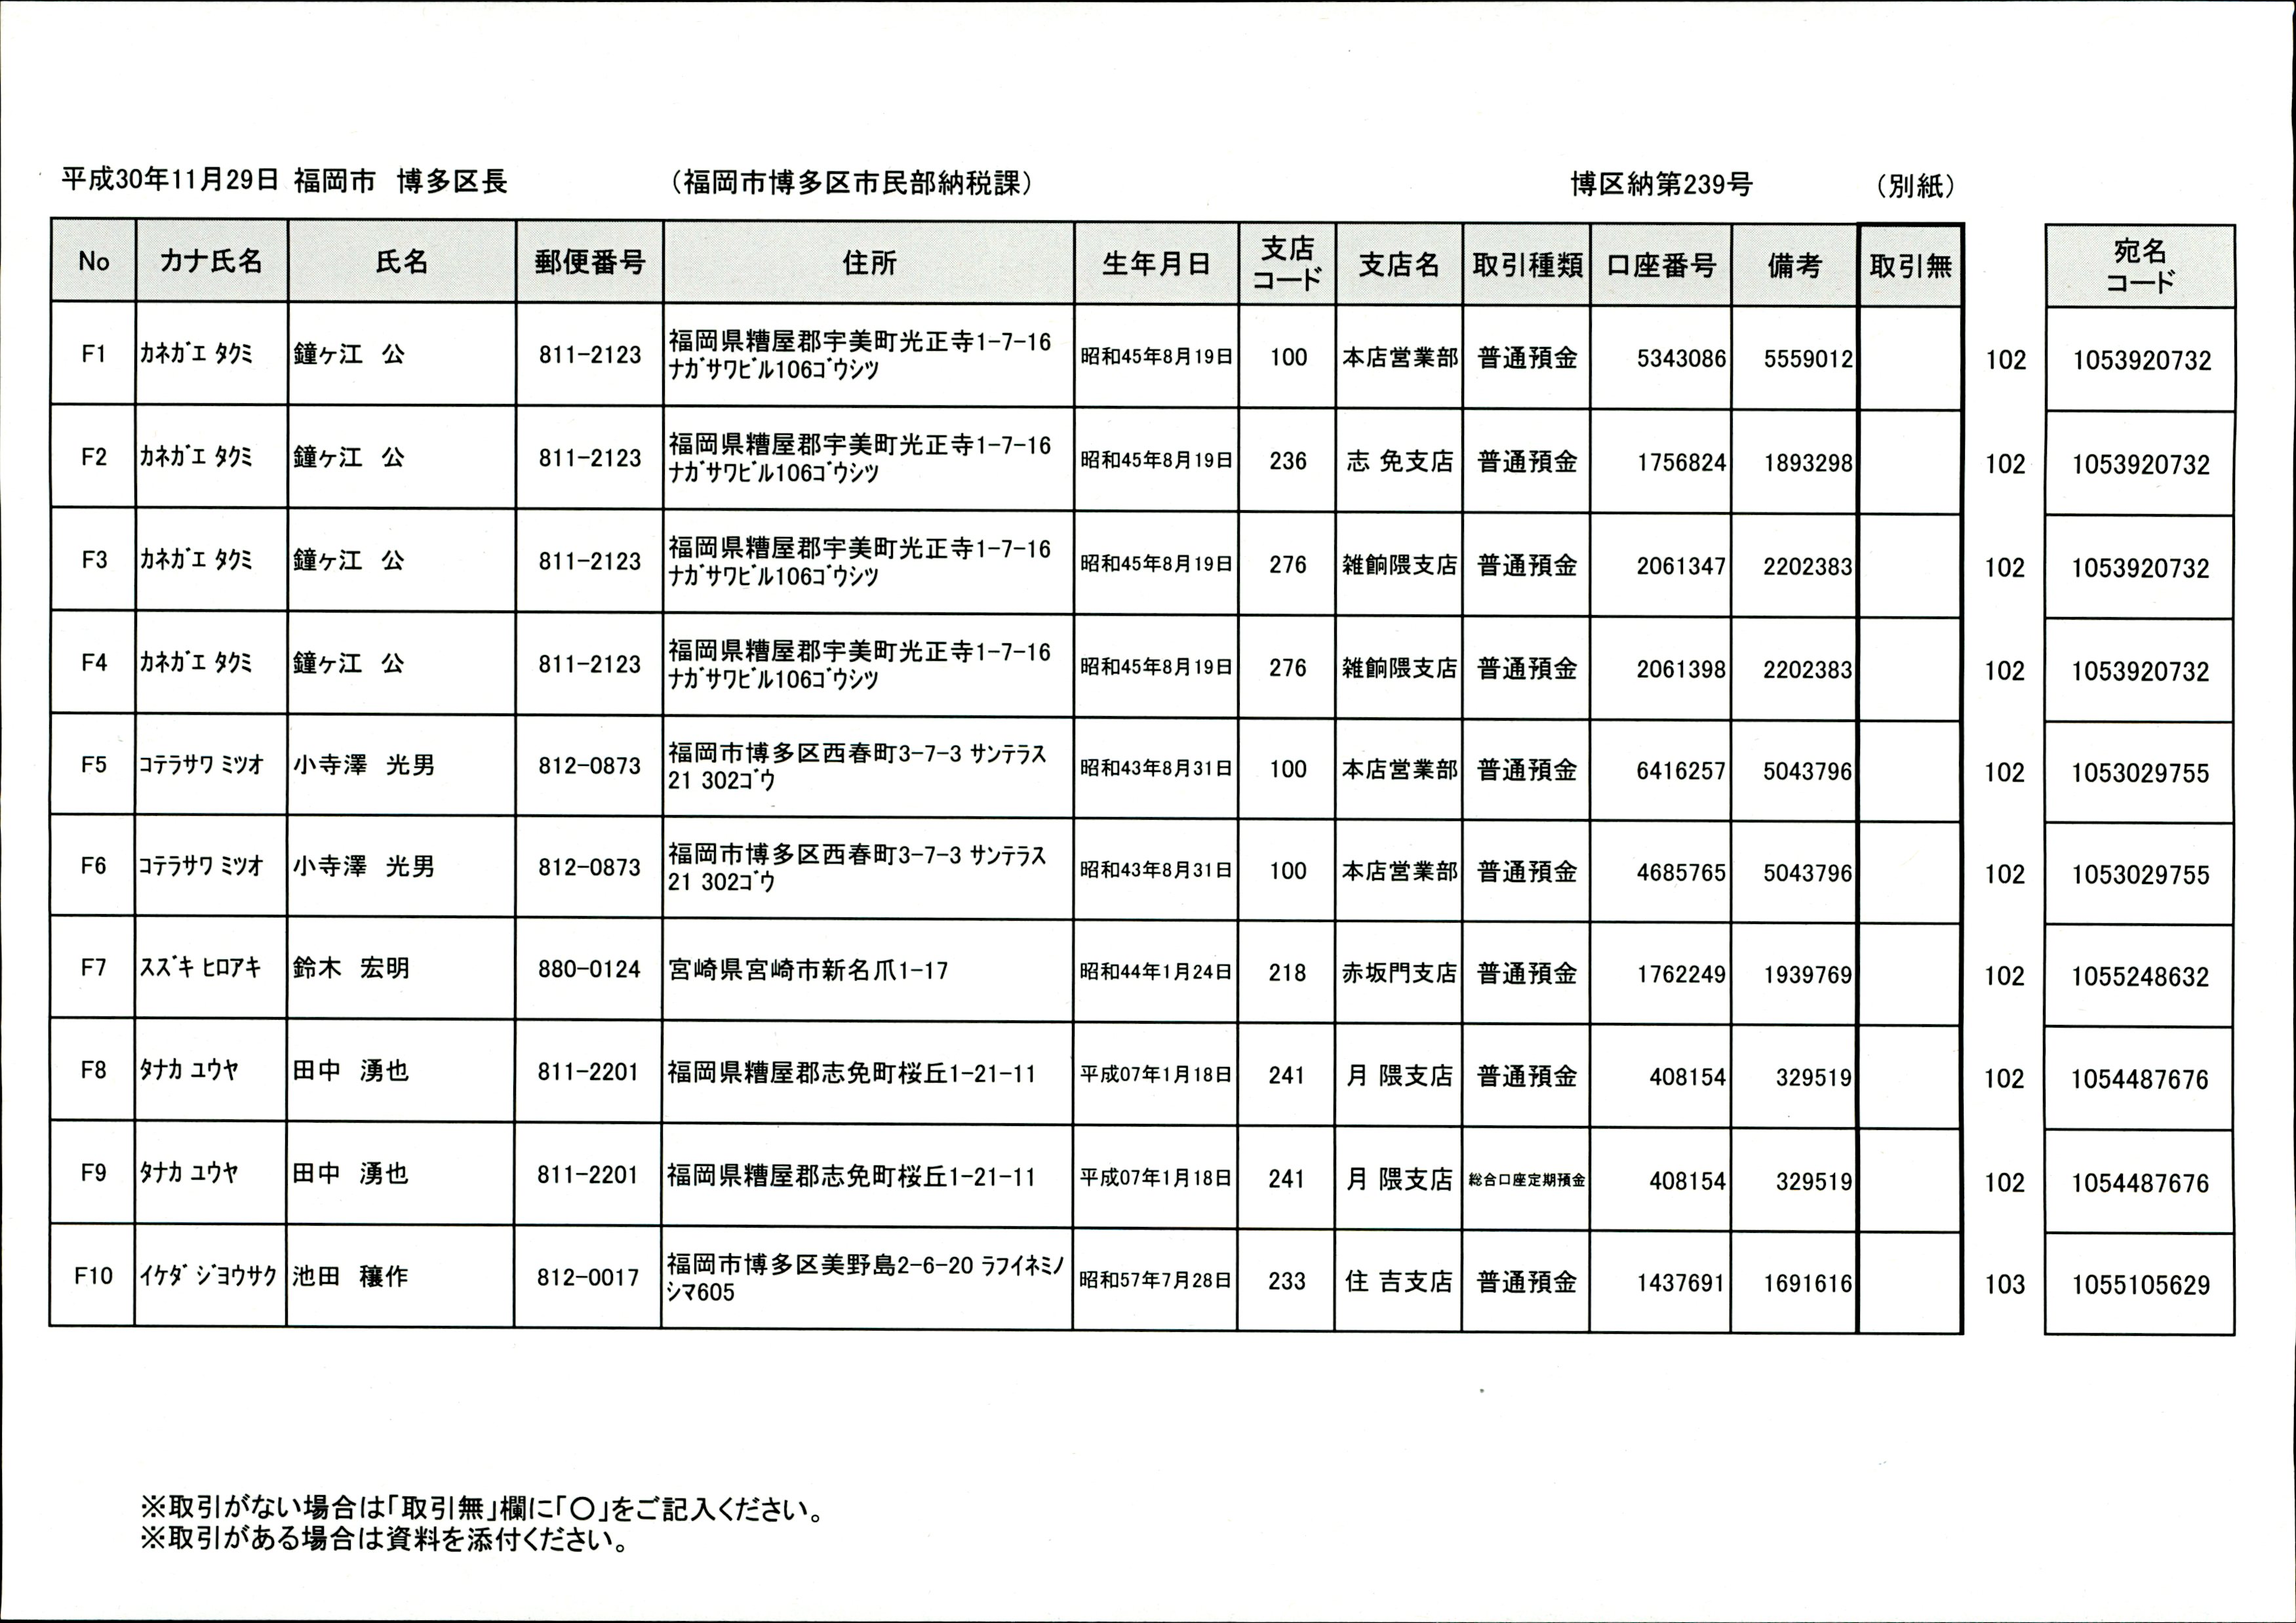 平成30年11月29日 福岡市　博多区長　（福岡市博多区市民部納税課）　博区納第239号　（別紙）
No カナ氏名 氏名 郵便番号 住所 生年月日 支店コード 支店名 取引種類 口座番号 備考 取引無 宛名コード
F1 ｶﾈｶﾞｴ ﾀｸﾐ 鐘ヶ江　公 811-2123 福岡県糟屋郡宇美町光正寺1-7-16 ﾅｶﾞｻﾜﾋﾞﾙ106ｺﾞｳｼﾂ 昭和45年8月19日 100 本店営業部 普通預金 5343086 5559012 102 1053920732
F2 ｶﾈｶﾞｴ ﾀｸﾐ 鐘ヶ江　公 811-2123 福岡県糟屋郡宇美町光正寺1-7-16 ﾅｶﾞｻﾜﾋﾞﾙ106ｺﾞｳｼﾂ 昭和45年8月19日 236 志 免支店 普通預金 1756824 1893298 102 1053920732
F3 ｶﾈｶﾞｴ ﾀｸﾐ 鐘ヶ江　公 811-2123 福岡県糟屋郡宇美町光正寺1-7-16 ﾅｶﾞｻﾜﾋﾞﾙ106ｺﾞｳｼﾂ 昭和45年8月19日 276 雑餉隈支店 普通預金 2061347 2202383 102 1053920732
F4 ｶﾈｶﾞｴ ﾀｸﾐ 鐘ヶ江　公 811-2123 福岡県糟屋郡宇美町光正寺1-7-16 ﾅｶﾞｻﾜﾋﾞﾙ106ｺﾞｳｼﾂ 昭和45年8月19日 276 雑餉隈支店 普通預金 2061398 2202383 102 1053920732
F5 ｺﾃﾗｻﾜ ﾐﾂｵ 小寺澤　光男 812-0873 福岡市博多区西春町3-7-3 ｻﾝﾃﾗｽ21 302ｺﾞｳ 昭和43年8月31日 100 本店営業部 普通預金 6416257 5043796 102 1053029755
F6 ｺﾃﾗｻﾜ ﾐﾂｵ 小寺澤　光男 812-0873 福岡市博多区西春町3-7-3 ｻﾝﾃﾗｽ21 302ｺﾞｳ 昭和43年8月31日 100 本店営業部 普通預金 4685765 5043796 102 1053029755
F7 ｽｽﾞｷ ﾋﾛｱｷ 鈴木　宏明 880-0124 宮崎県宮崎市新名爪1-17 昭和44年1月24日 218 赤坂門支店 普通預金 1762249 1939769 102 1055248632
F8 ﾀﾅｶ ﾕｳﾔ 田中　湧也 811-2201 福岡県糟屋郡志免町桜丘1-21-11 平成07年1月18日 241 月 隈支店 普通預金 408154 329519 102 1054487676
F9 ﾀﾅｶ ﾕｳﾔ 田中　湧也 811-2201 福岡県糟屋郡志免町桜丘1-21-11 平成07年1月18日 241 月 隈支店 総合口座定期預金 408154 329519 102 1054487676
F10 ｲｹﾀﾞ ｼﾞﾖｳｻｸ 池田　穣作 812-0017 福岡市博多区美野島2-6-20 ﾗﾌｲﾈﾐﾉｼﾏ605 昭和57年7月28日 233 住 吉支店 普通預金 1437691 1691616 103 1055105629
※取引がない場合は「取引無」欄に「〇」をご記入ください。
※取引がある場合は資料を添付ください。